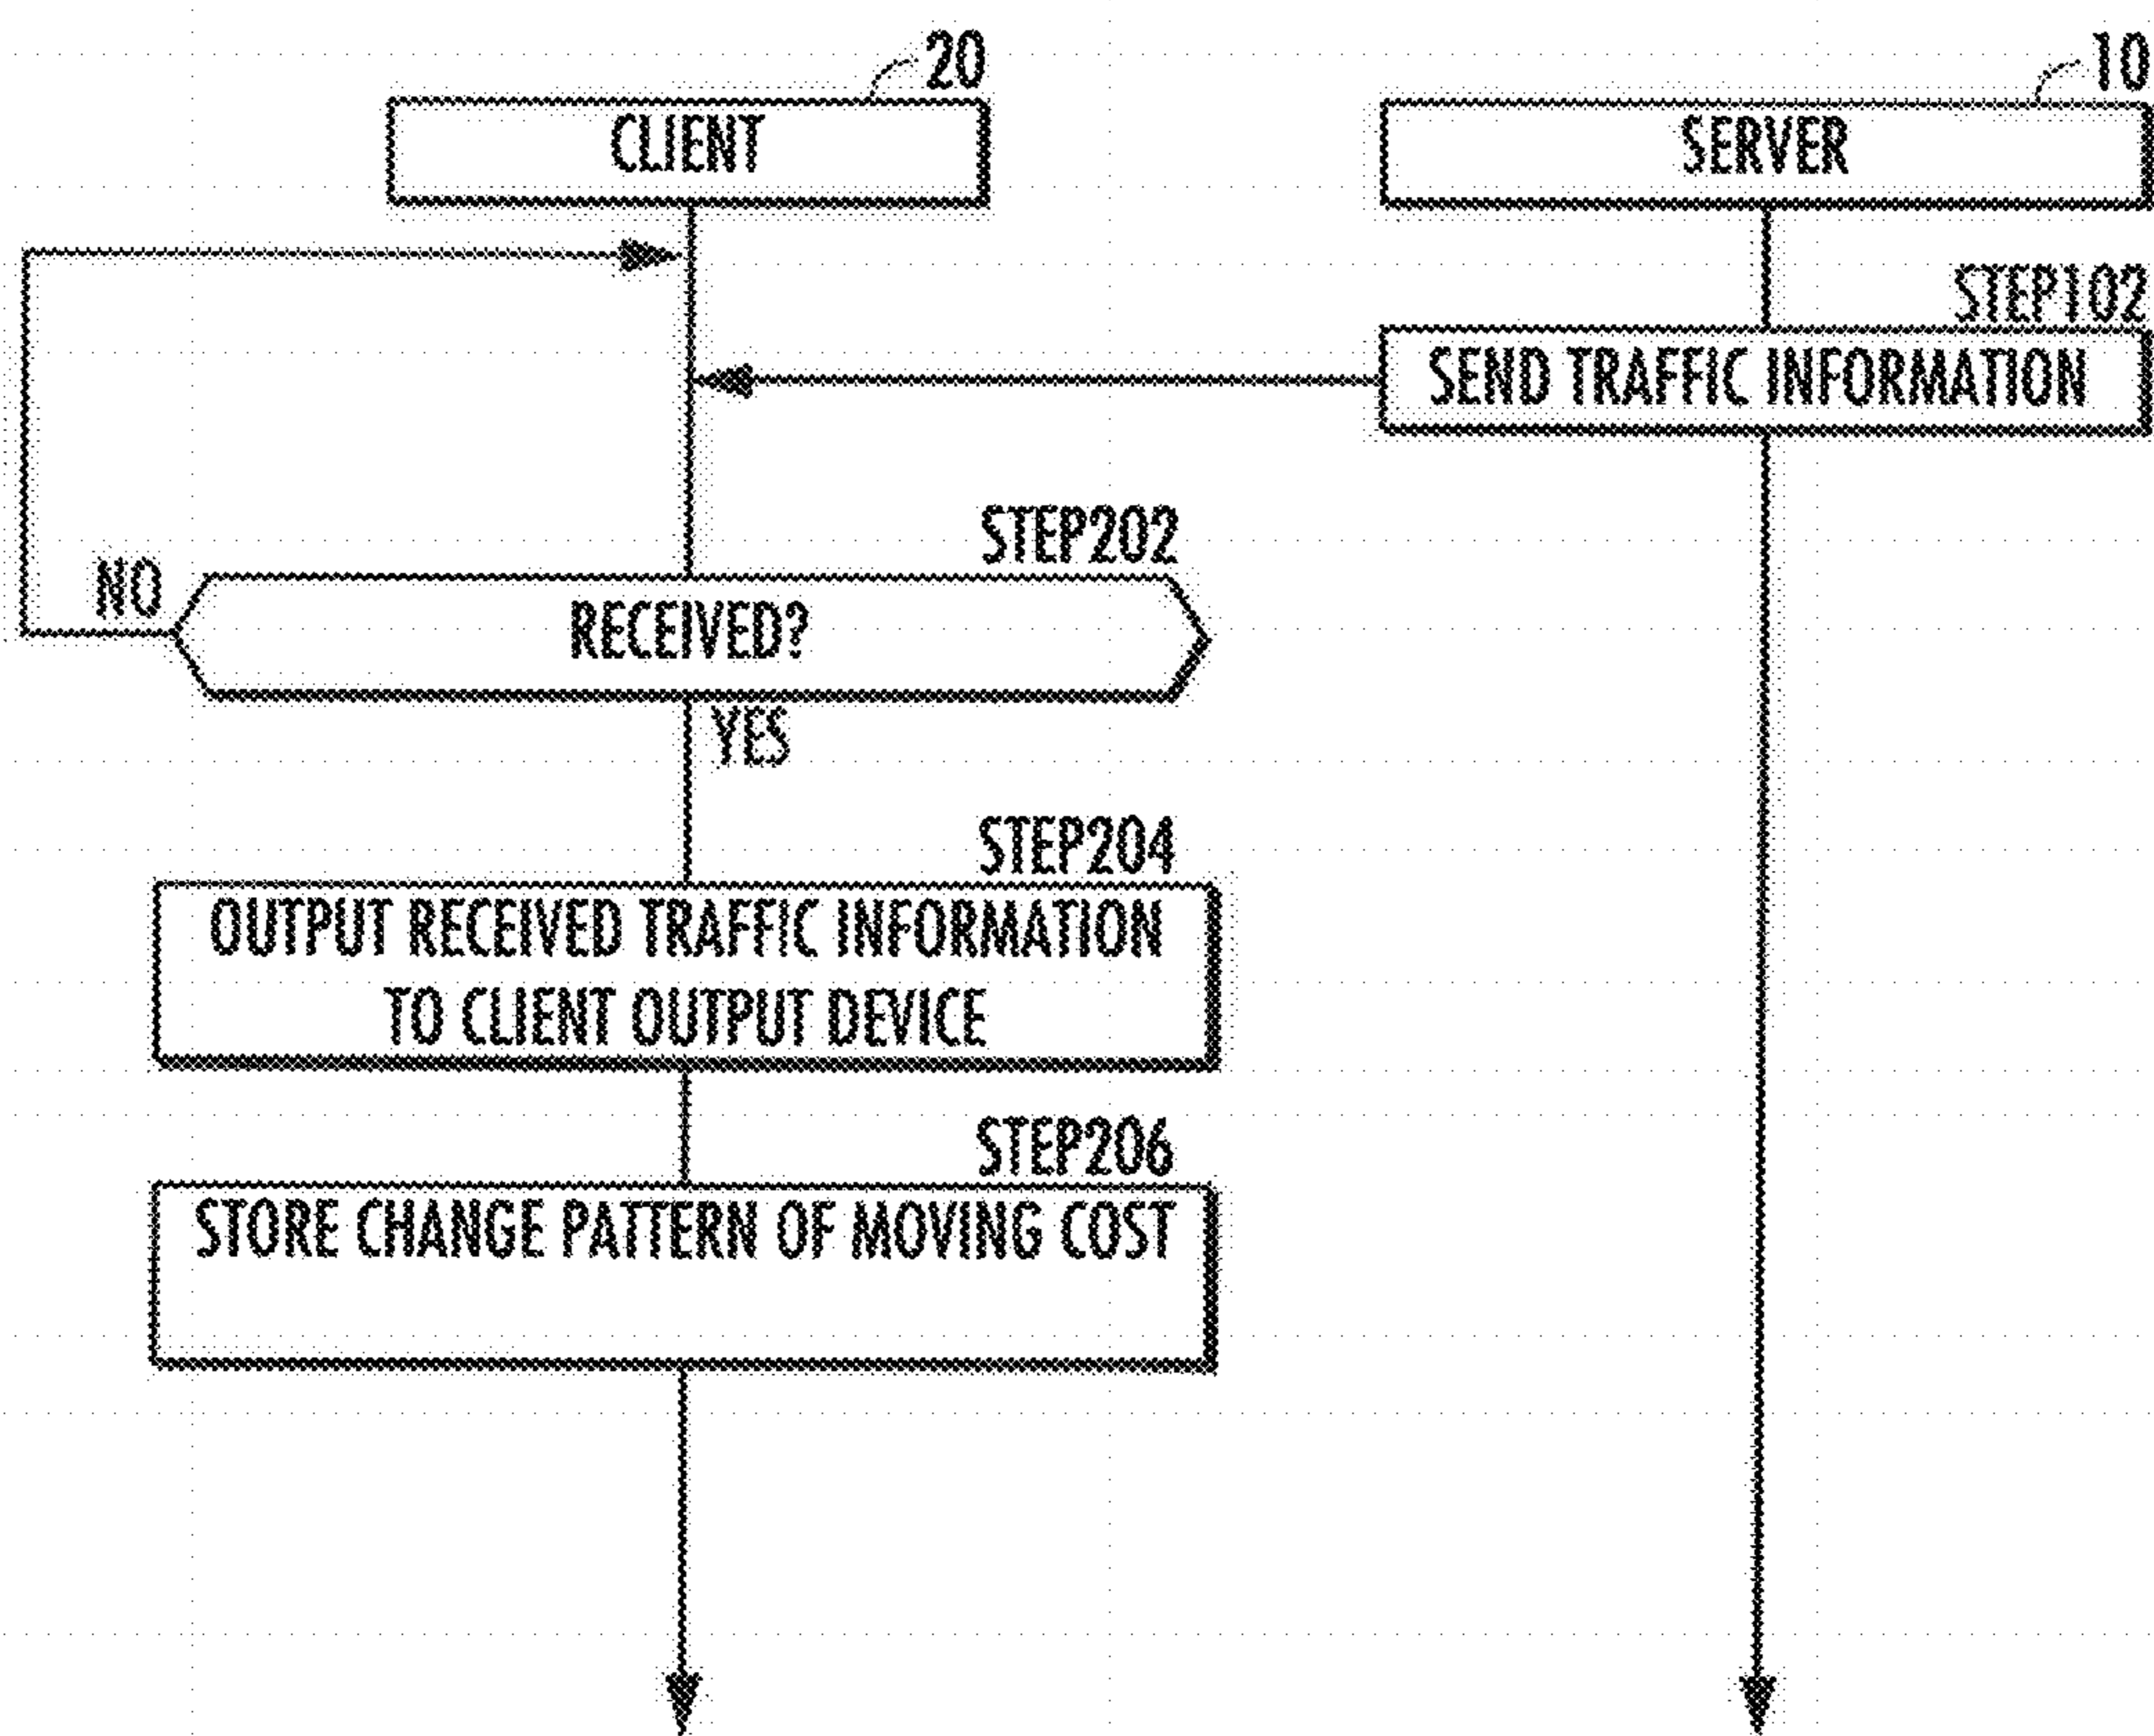 20
10
CLIENT
SERVER
STEP102
SEND TRAFFIC INFORMATION
STEP202
NO
RECEIVED?
YES
STEP204
OUTPUT RECEIVED TRAFFIC INFORMATION
TO CLIENT OUTPUT DEVICE
STEP206
STORE CHANGE PATTERN OF MOVING COST